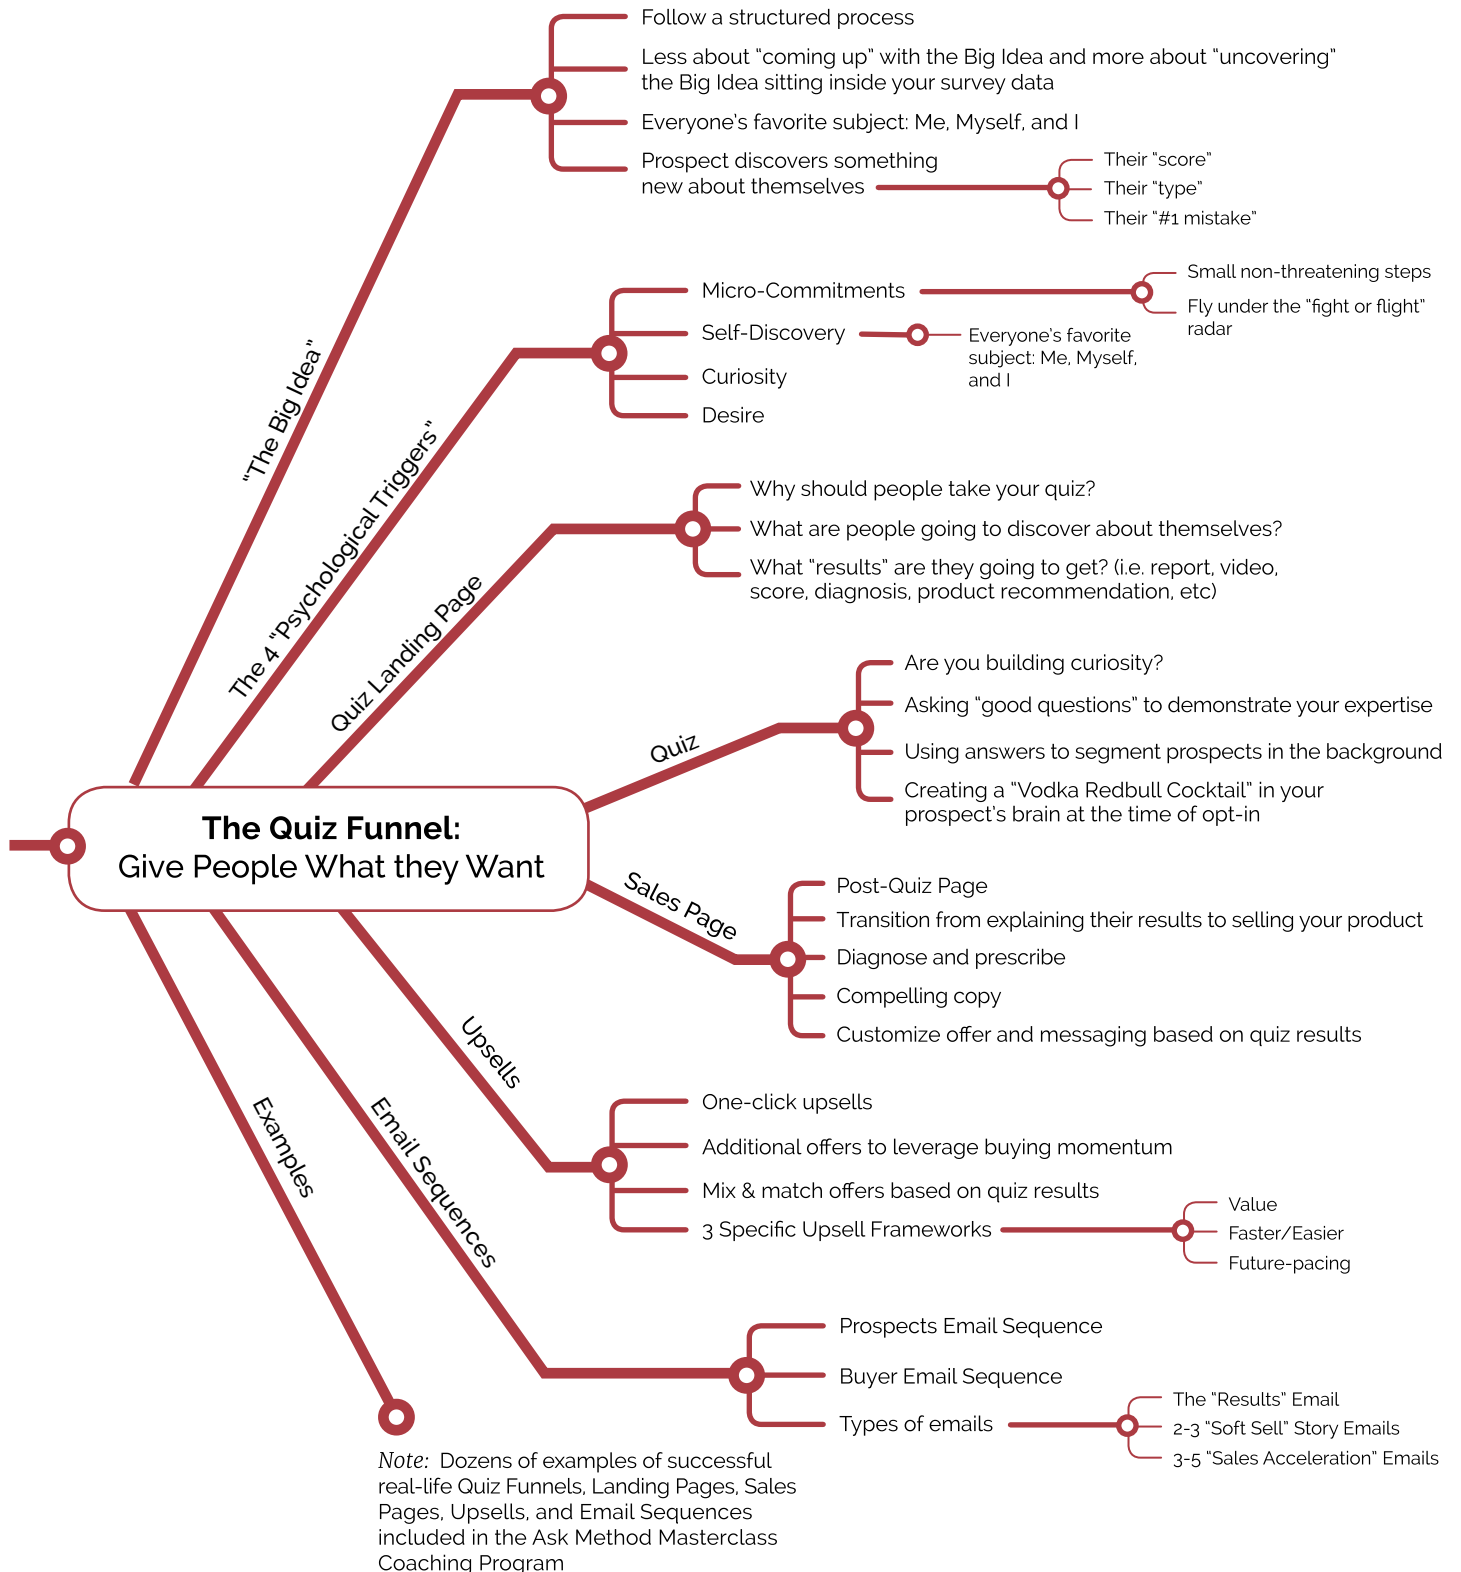 Follow a structured process
Less about “coming up” with the Big Idea and more about “uncovering”
the Big Idea sitting inside your survey data
Everyone’s favorite subject: Me, Myself, and I
Prospect discovers something
new about themselves
Their “score”
Their “type”
Their “#1 mistake”
“The Big Idea”
Micro-Commitments
Small non-threatening steps
Fly under the “fight or flight”
radar
Self-Discovery
Everyone’s favorite
subject: Me, Myself,
and I
Curiosity
Desire
The 4 “Psychological Triggers”
Why should people take your quiz?
What are people going to discover about themselves?
What “results” are they going to get? (i.e. report, video,
score, diagnosis, product recommendation, etc)
Quiz Landing Page
Are you building curiosity?
Asking “good questions” to demonstrate your expertise
Using answers to segment prospects in the background
Creating a “Vodka Redbull Cocktail” in your
prospect’s brain at the time of opt-in
Quiz
The Quiz Funnel:
Give People What they Want
Sales Page
Post-Quiz Page
Transition from explaining their results to selling your product
Diagnose and prescribe
Compelling copy
Customize offer and messaging based on quiz results
Upsells
One-click upsells
Additional offers to leverage buying momentum
Mix & match offers based on quiz results
3 Specific Upsell Frameworks
Value
Faster/Easier
Future-pacing
Email Sequences
Prospects Email Sequence
Buyer Email Sequence
Types of emails
The “Results” Email
2-3 “Soft Sell” Story Emails
3-5 “Sales Acceleration” Emails
Examples
Note: Dozens of examples of successful
real-life Quiz Funnels, Landing Pages, Sales
Pages, Upsells, and Email Sequences
included in the Ask Method Masterclass
Coaching Program